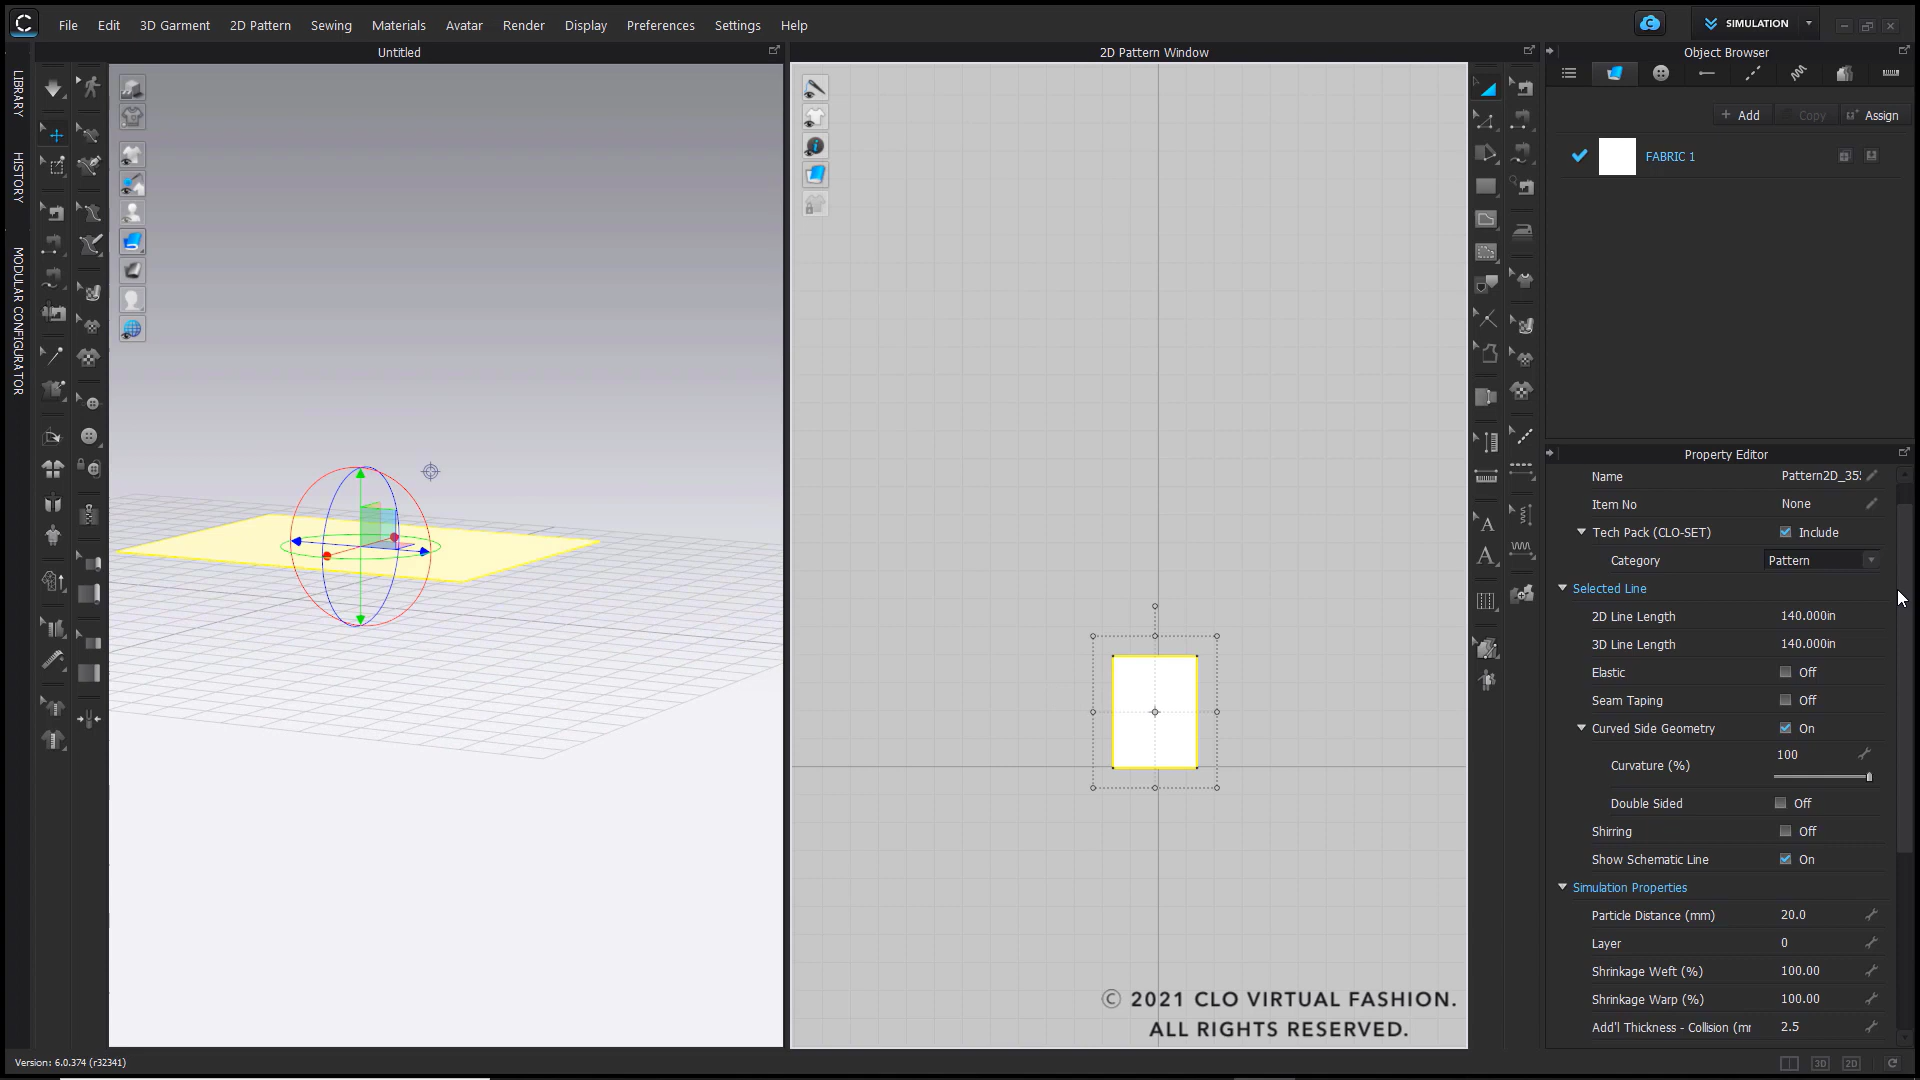 File Edit 3D Garment 2D Pattern Sewing Materials Avatar Render Display Preferences Settings Help
SIMULATION
Untitled
2D Pattern Window
Object Browser
LIBRARY
HISTORY
MODULAR CONFIGURATOR
+ Add Copy Assign
FABRIC 1
Property Editor
Name Pattern2D_35
Item No None
Tech Pack (CLO-SET) Include
Category Pattern
Selected Line
2D Line Length 140.000in
3D Line Length 140.000in
Elastic Off
Seam Taping Off
Curved Side Geometry On
Curvature (%) 100
Double Sided Off
Shirring Off
Show Schematic Line On
Simulation Properties
Particle Distance (mm) 20.0
Layer 0
Shrinkage Weft (%) 100.00
Shrinkage Warp (%) 100.00
Add'l Thickness - Collision (mm 2.5
© 2021 CLO VIRTUAL FASHION.
ALL RIGHTS RESERVED.
Version: 6.0.374 (r32341)
3D 2D